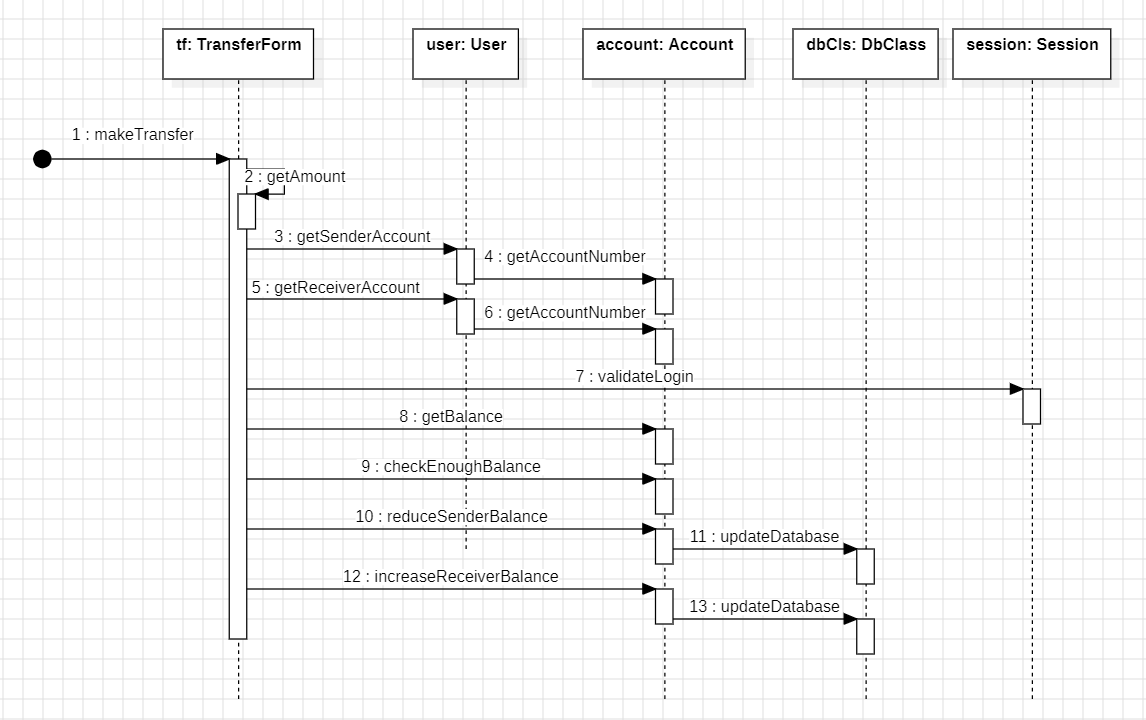 tf: TransferForm
user: User
account: Account
dbCls: DbClass
session: Session
1 : makeTransfer
2 : getAmount
3 : getSenderAccount
4 : getAccountNumber
5 : getReceiverAccount
6 : getAccountNumber
7 : validateLogin
8 : getBalance
9 : checkEnoughBalance
10 : reduceSenderBalance
11 : updateDatabase
12 : increaseReceiverBalance
13 : updateDatabase